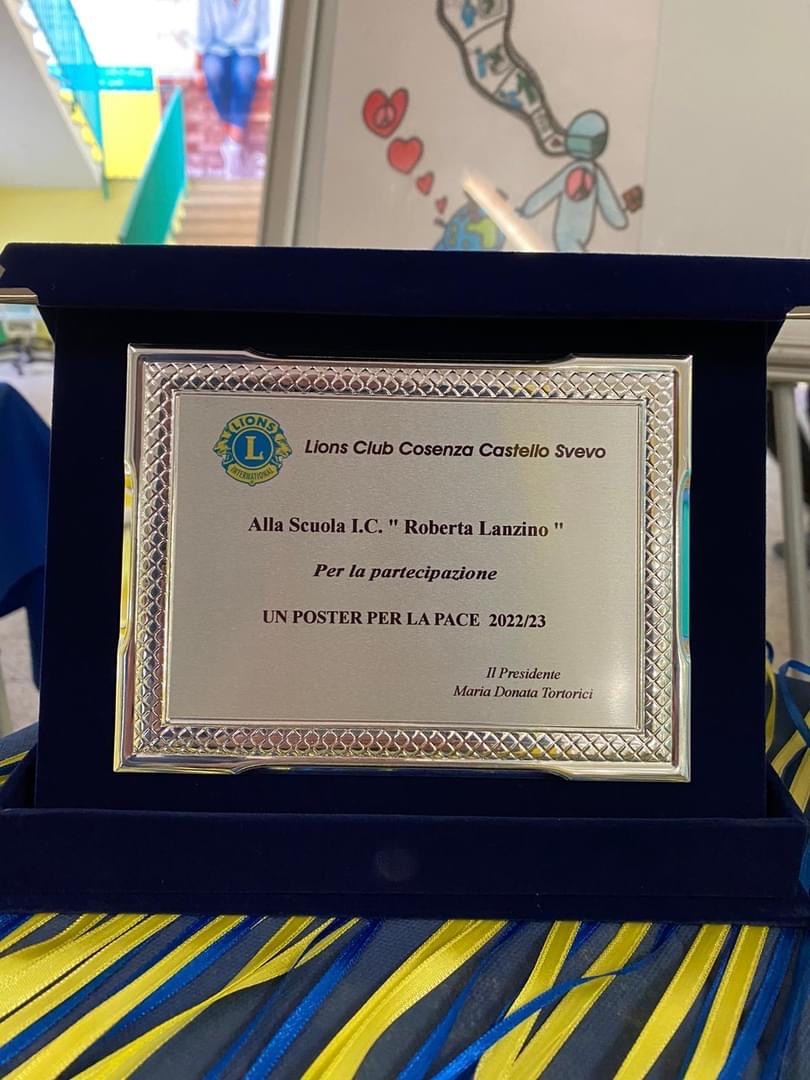 LIONS
L
INTERNATIONAL
Lions Club Cosenza Castello Svevo
Alla Scuola I.C. " Roberta Lanzino "
Per la partecipazione
UN POSTER PER LA PACE 2022/23
Il Presidente
Maria Donata Tortorici